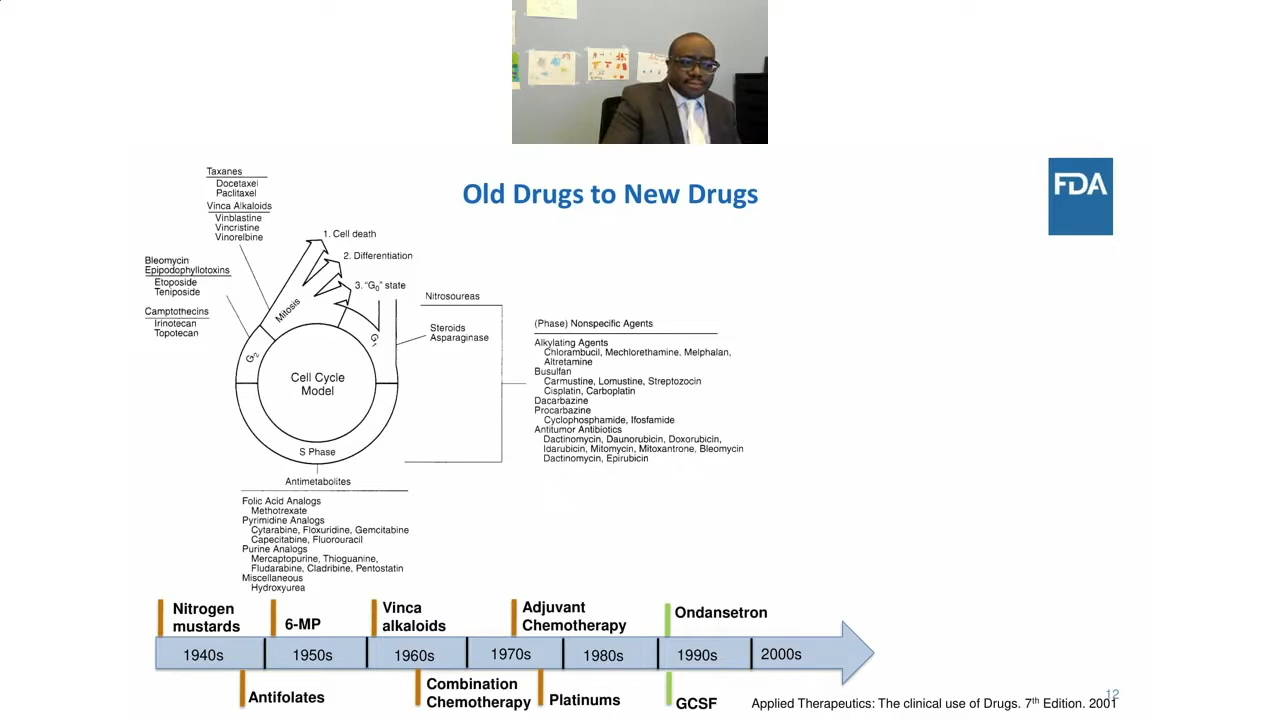 Old Drugs to New Drugs
FDA
Taxanes
Docetaxel
Paclitaxel
Vinca Alkaloids
Vinblastine
Vincristine
Vinorelbine
Bleomycin
Epipodophyllotoxins
Etoposide
Teniposide
Camptothecins
Irinotecan
Topotecan
1. Cell death
2. Differentiation
3. "G₀" state
Mitosis
G₂
G₁
Cell Cycle
Model
S Phase
Nitrosoureas
Steroids
Asparaginase
(Phase) Nonspecific Agents
Alkylating Agents
Chlorambucil, Mechlorethamine, Melphalan,
Altretamine
Busulfan
Carmustine, Lomustine, Streptozocin
Cisplatin, Carboplatin
Dacarbazine
Procarbazine
Cyclophosphamide, Ifosfamide
Antitumor Antibiotics
Dactinomycin, Daunorubicin, Doxorubicin,
Idarubicin, Mitomycin, Mitoxantrone, Bleomycin
Dactinomycin, Epirubicin
Antimetabolites
Folic Acid Analogs
Methotrexate
Pyrimidine Analogs
Cytarabine, Floxuridine, Gemcitabine
Capecitabine, Fluorouracil
Purine Analogs
Mercaptopurine, Thioguanine,
Fludarabine, Cladribine, Pentostatin
Miscellaneous
Hydroxyurea
Nitrogen
mustards
6-MP
Vinca
alkaloids
Adjuvant
Chemotherapy
Ondansetron
1940s
1950s
1960s
1970s
1980s
1990s
2000s
Antifolates
Combination
Chemotherapy
Platinums
GCSF
Applied Therapeutics: The clinical use of Drugs. 7th Edition. 2001
12